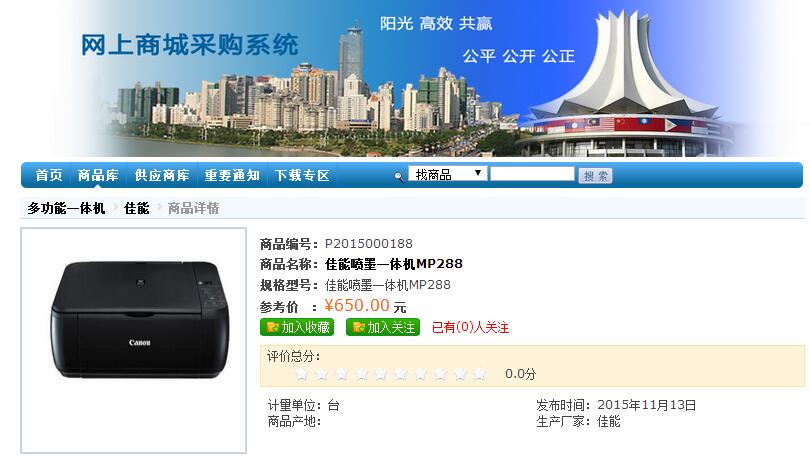 阳光 高效 共赢
网上商城采购系统
公平 公开 公正
首页 商品库 供应商库 重要通知 下载专区 找商品 搜 索
多功能一体机 佳能 商品详情
商品编号：P2015000188
商品名称：佳能喷墨一体机MP288
规格型号：佳能喷墨一体机MP288
参考价 ：¥650.00 元
加入收藏 加入关注 已有(0)人关注
Canon
评价总分：
0.0分
计量单位：台 发布时间：2015年11月13日
商品产地： 生产厂家：佳能